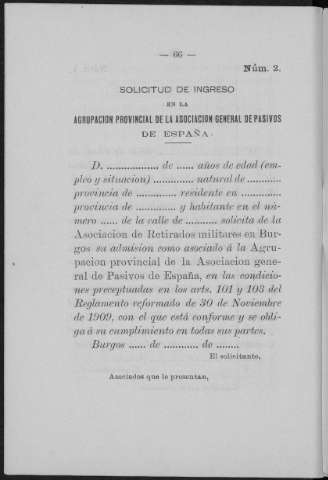 — 66 —
Núm. 2.
SOLICITUD DE INGRESO
EN LA
AGRUPACION PROVINCIAL DE LA ASOCIACION GENERAL DE PASIVOS
DE ESPAÑA.
D. .................. de ...... años de edad (em-
pleo y situacion) .............. natural de ............
provincia de .............. residente en ..............
provincia de .............. y habitante en el nú-
mero ...... de la calle de ........... solicita de la
Asociacion de Retirados militares en Bur-
gos su admision como asociado á la Agru-
pacion provincial de la Asociacion gene-
ral de Pasivos de España, en las condicio-
nes preceptuadas en los arts. 101 y 103 del
Reglamento reformado de 30 de Noviembre
de 1909, con el que está conforme y se obli-
ga á su cumplimiento en todas sus partes.
Burgos ...... de ............ de ........
El solicitante,
Asociados que le presentan,